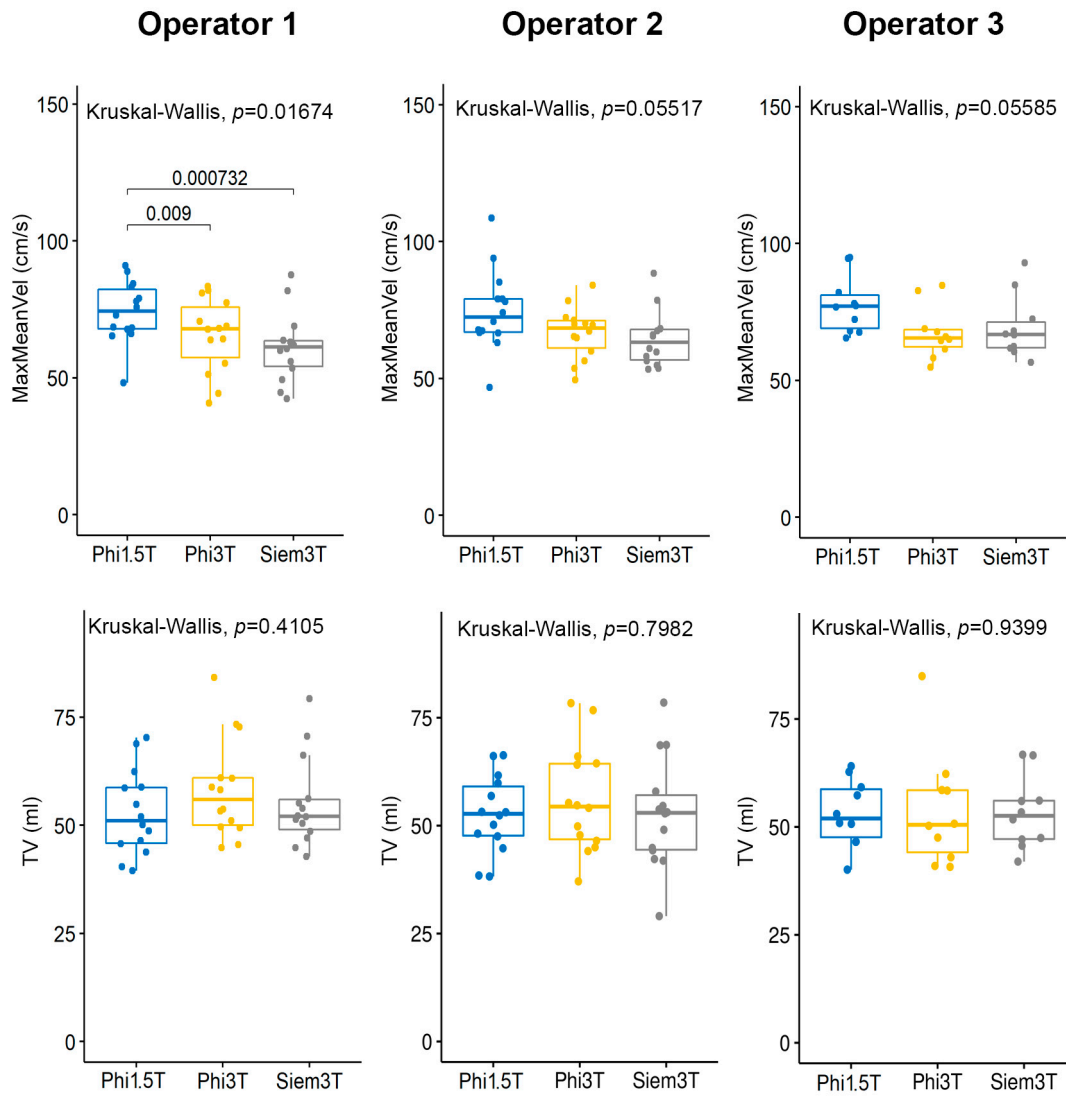 Operator 1
Operator 2
Operator 3
MaxMeanVel (cm/s)
150
100
50
0
Kruskal-Wallis, p=0.01674
0.000732
0.009
Phi1.5T Phi3T Siem3T
MaxMeanVel (cm/s)
150
100
50
0
Kruskal-Wallis, p=0.05517
Phi1.5T Phi3T Siem3T
MaxMeanVel (cm/s)
150
100
50
0
Kruskal-Wallis, p=0.05585
Phi1.5T Phi3T Siem3T
TV (ml)
75
50
25
0
Kruskal-Wallis, p=0.4105
Phi1.5T Phi3T Siem3T
TV (ml)
75
50
25
0
Kruskal-Wallis, p=0.7982
Phi1.5T Phi3T Siem3T
TV (ml)
75
50
25
0
Kruskal-Wallis, p=0.9399
Phi1.5T Phi3T Siem3T